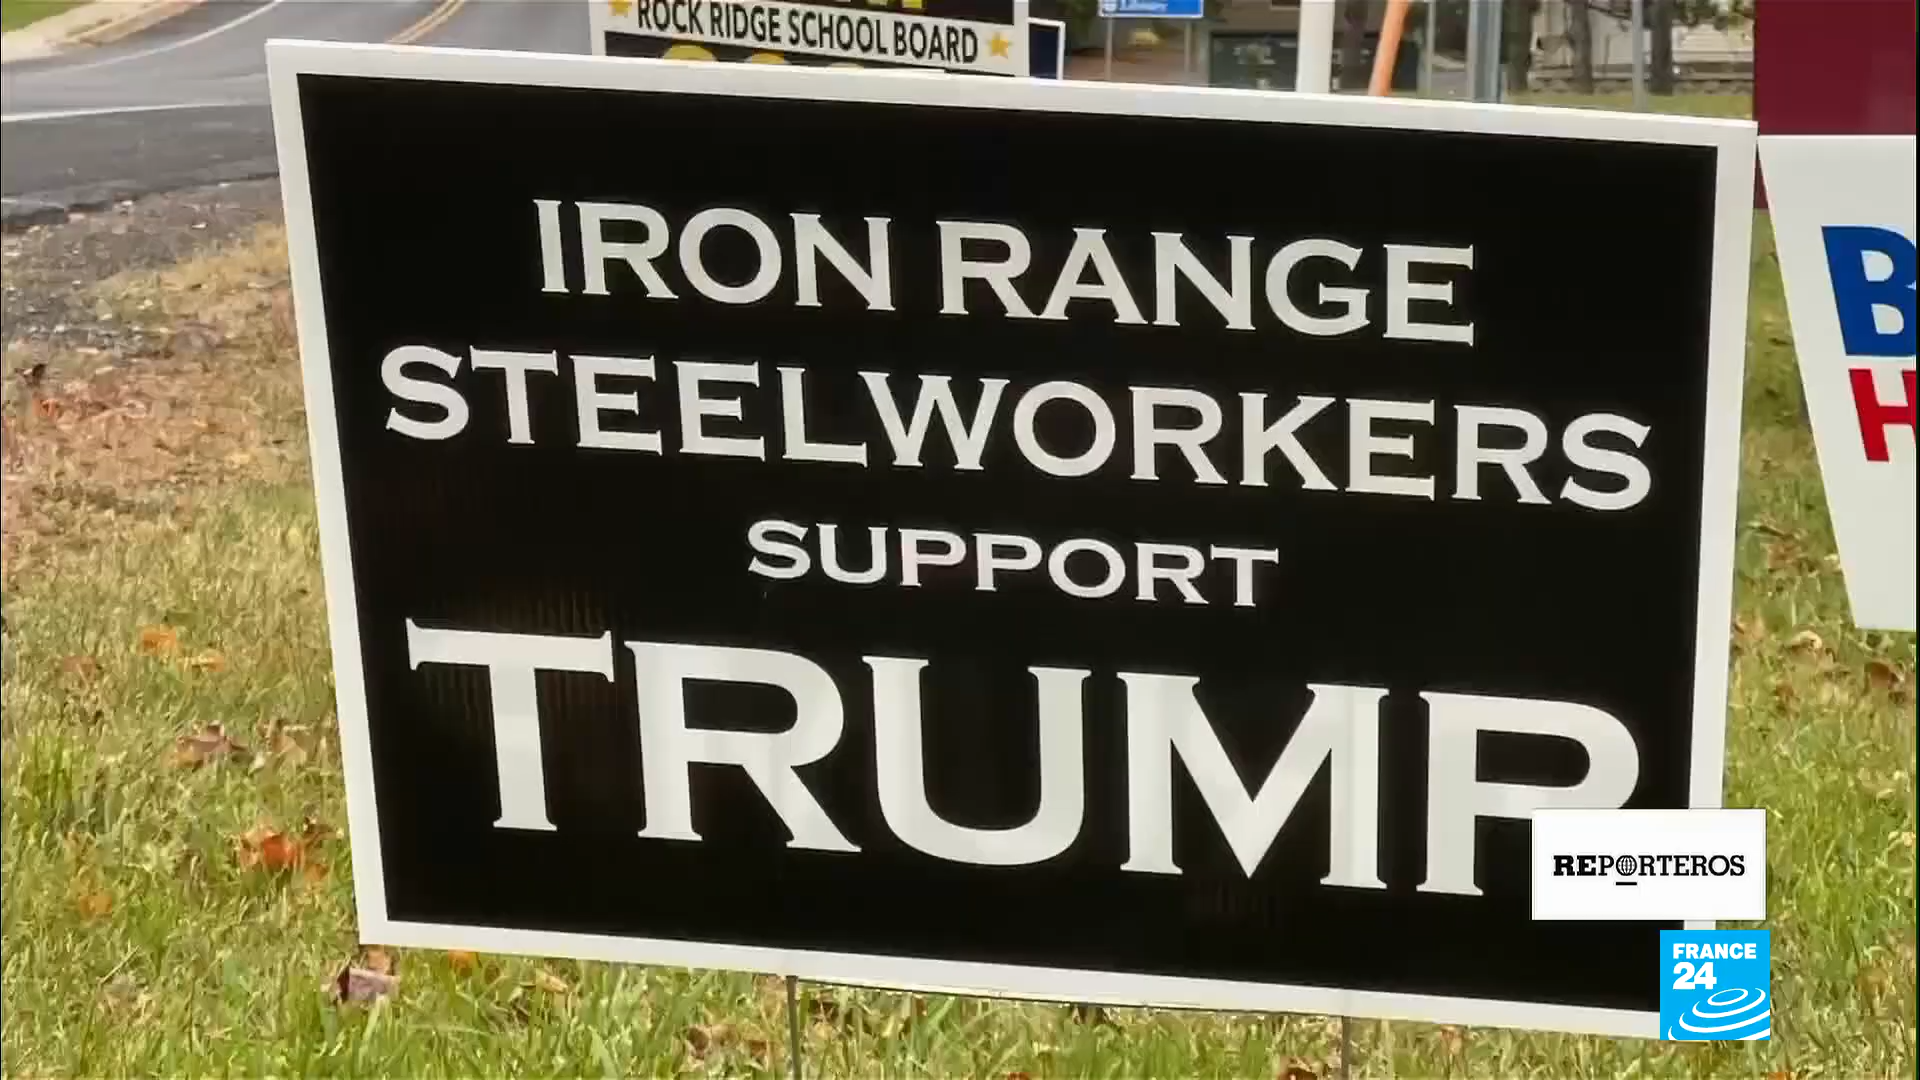 ROCK RIDGE SCHOOL BOARD
IRON RANGE
STEELWORKERS
SUPPORT
TRUMP
REPORTEROS
FRANCE
24